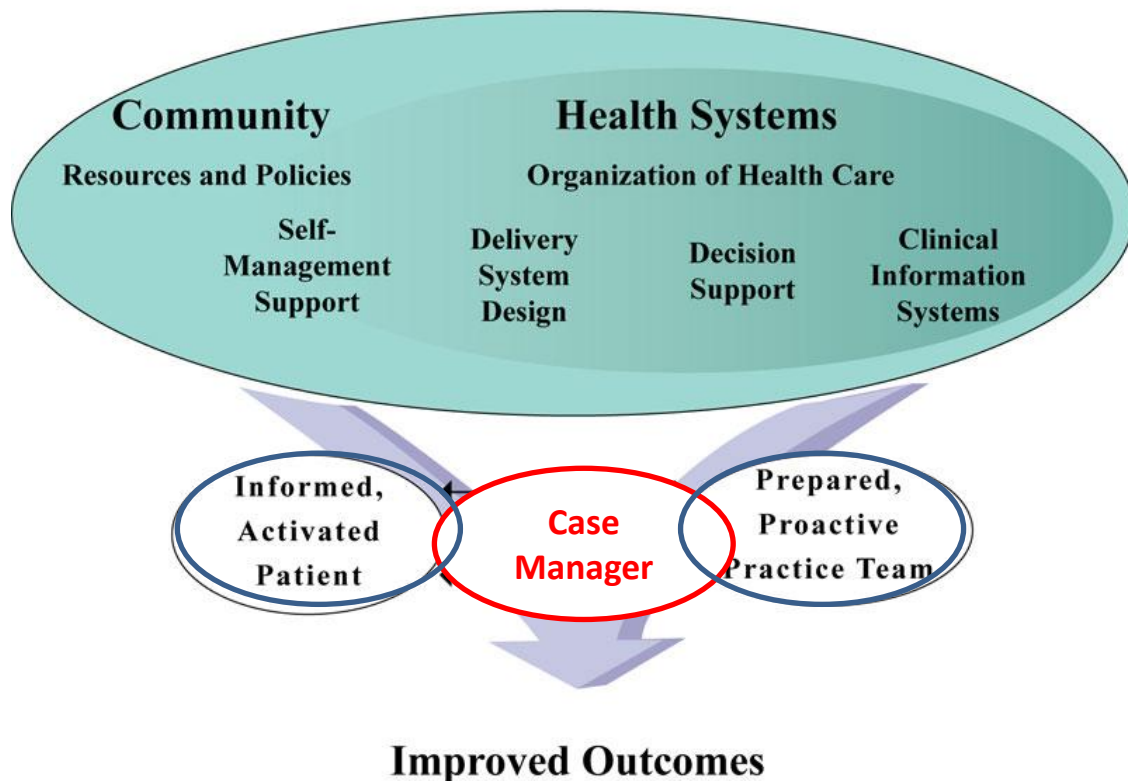 Community
Health Systems
Resources and Policies
Organization of Health Care
Self-
Management
Support
Delivery
System
Design
Decision
Support
Clinical
Information
Systems
Informed,
Activated
Patient
Case
Manager
Prepared,
Proactive
Practice Team
Improved Outcomes